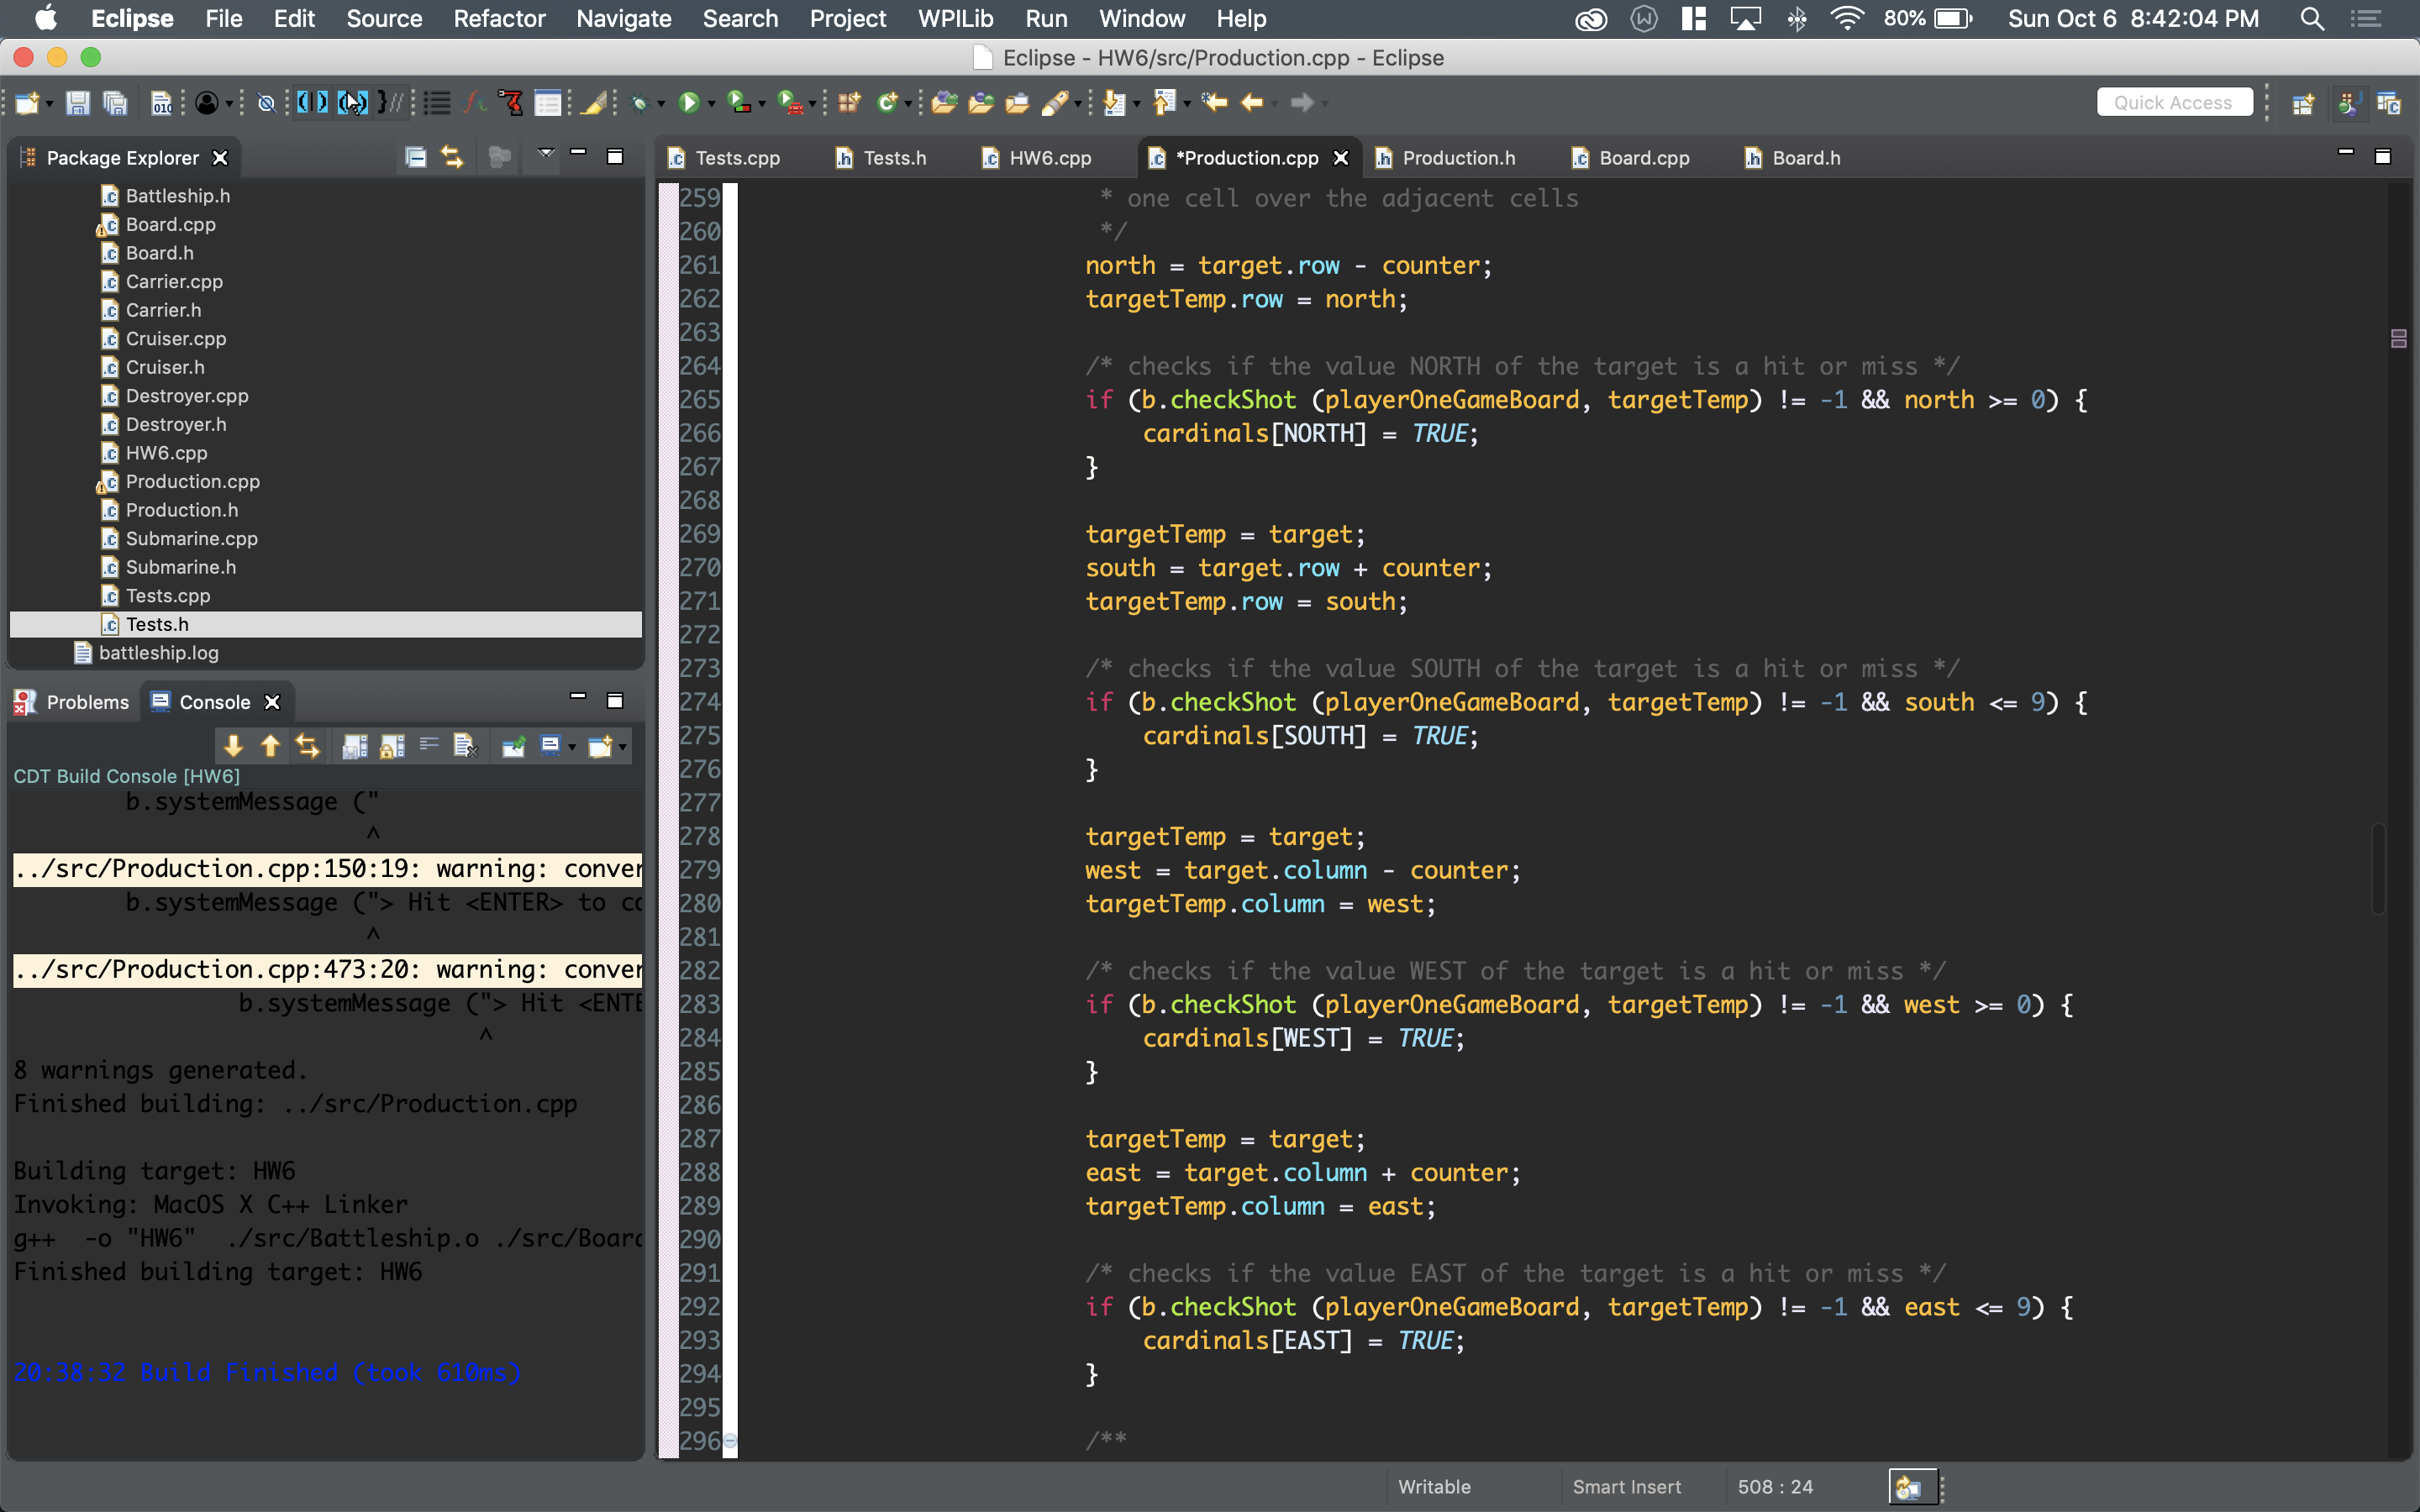 Eclipse File Edit Source Refactor Navigate Search Project WPILib Run Window Help 80% Sun Oct 6 8:42:04 PM
Eclipse - HW6/src/Production.cpp - Eclipse
Quick Access
Package Explorer
Battleship.h
Board.cpp
Board.h
Carrier.cpp
Carrier.h
Cruiser.cpp
Cruiser.h
Destroyer.cpp
Destroyer.h
HW6.cpp
Production.cpp
Production.h
Submarine.cpp
Submarine.h
Tests.cpp
Tests.h
battleship.log
Problems Console
CDT Build Console [HW6]
b.systemMessage ("
^
../src/Production.cpp:150:19: warning: conver
b.systemMessage ("> Hit <ENTER> to co
^
../src/Production.cpp:473:20: warning: conver
b.systemMessage ("> Hit <ENTE
^
8 warnings generated.
Finished building: ../src/Production.cpp
Building target: HW6
Invoking: MacOS X C++ Linker
g++ -o "HW6" ./src/Battleship.o ./src/Boar
Finished building target: HW6
20:38:32 Build Finished (took 610ms)
Tests.cpp Tests.h HW6.cpp *Production.cpp Production.h Board.cpp Board.h
259 * one cell over the adjacent cells
260 */
261 north = target.row - counter;
262 targetTemp.row = north;
263
264 /* checks if the value NORTH of the target is a hit or miss */
265 if (b.checkShot (playerOneGameBoard, targetTemp) != -1 && north >= 0) {
266 cardinals[NORTH] = TRUE;
267 }
268
269 targetTemp = target;
270 south = target.row + counter;
271 targetTemp.row = south;
272
273 /* checks if the value SOUTH of the target is a hit or miss */
274 if (b.checkShot (playerOneGameBoard, targetTemp) != -1 && south <= 9) {
275 cardinals[SOUTH] = TRUE;
276 }
277
278 targetTemp = target;
279 west = target.column - counter;
280 targetTemp.column = west;
281
282 /* checks if the value WEST of the target is a hit or miss */
283 if (b.checkShot (playerOneGameBoard, targetTemp) != -1 && west >= 0) {
284 cardinals[WEST] = TRUE;
285 }
286
287 targetTemp = target;
288 east = target.column + counter;
289 targetTemp.column = east;
290
291 /* checks if the value EAST of the target is a hit or miss */
292 if (b.checkShot (playerOneGameBoard, targetTemp) != -1 && east <= 9) {
293 cardinals[EAST] = TRUE;
294 }
295
296 /**
Writable Smart Insert 508 : 24